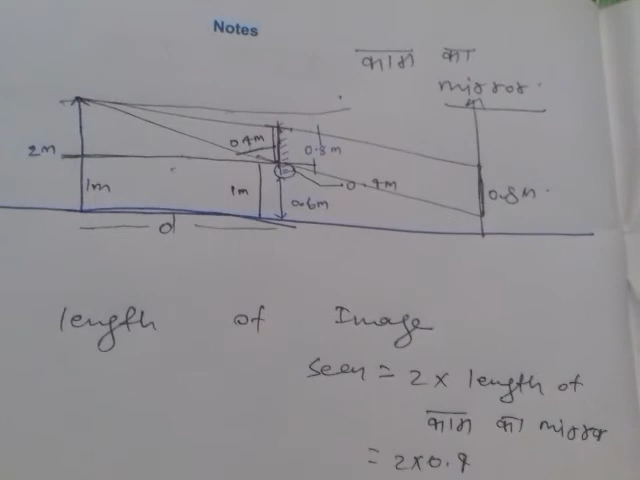 Notes
काम का
mirror.
0.4m
0.8m
2m
1m
1m
0.4m
0.6m
0.8m.
d
length of Image
seen = 2 x length of
काम का mirror
= 2x0.4